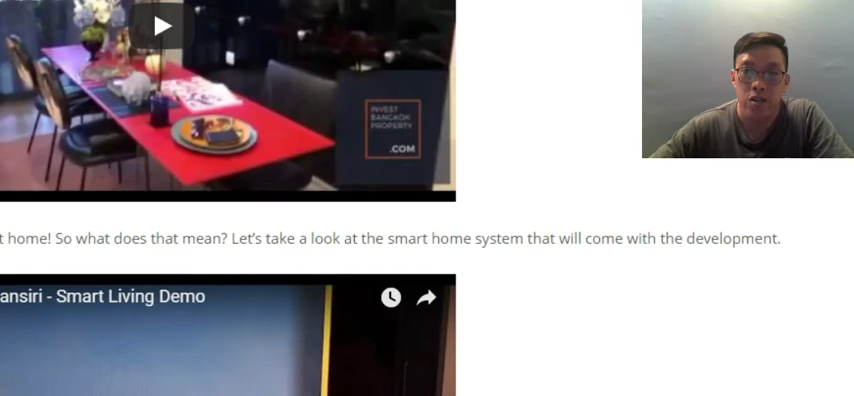 INVEST
BANGKOK
PROPERTY
.COM
t home! So what does that mean? Let's take a look at the smart home system that will come with the development.
ansiri - Smart Living Demo